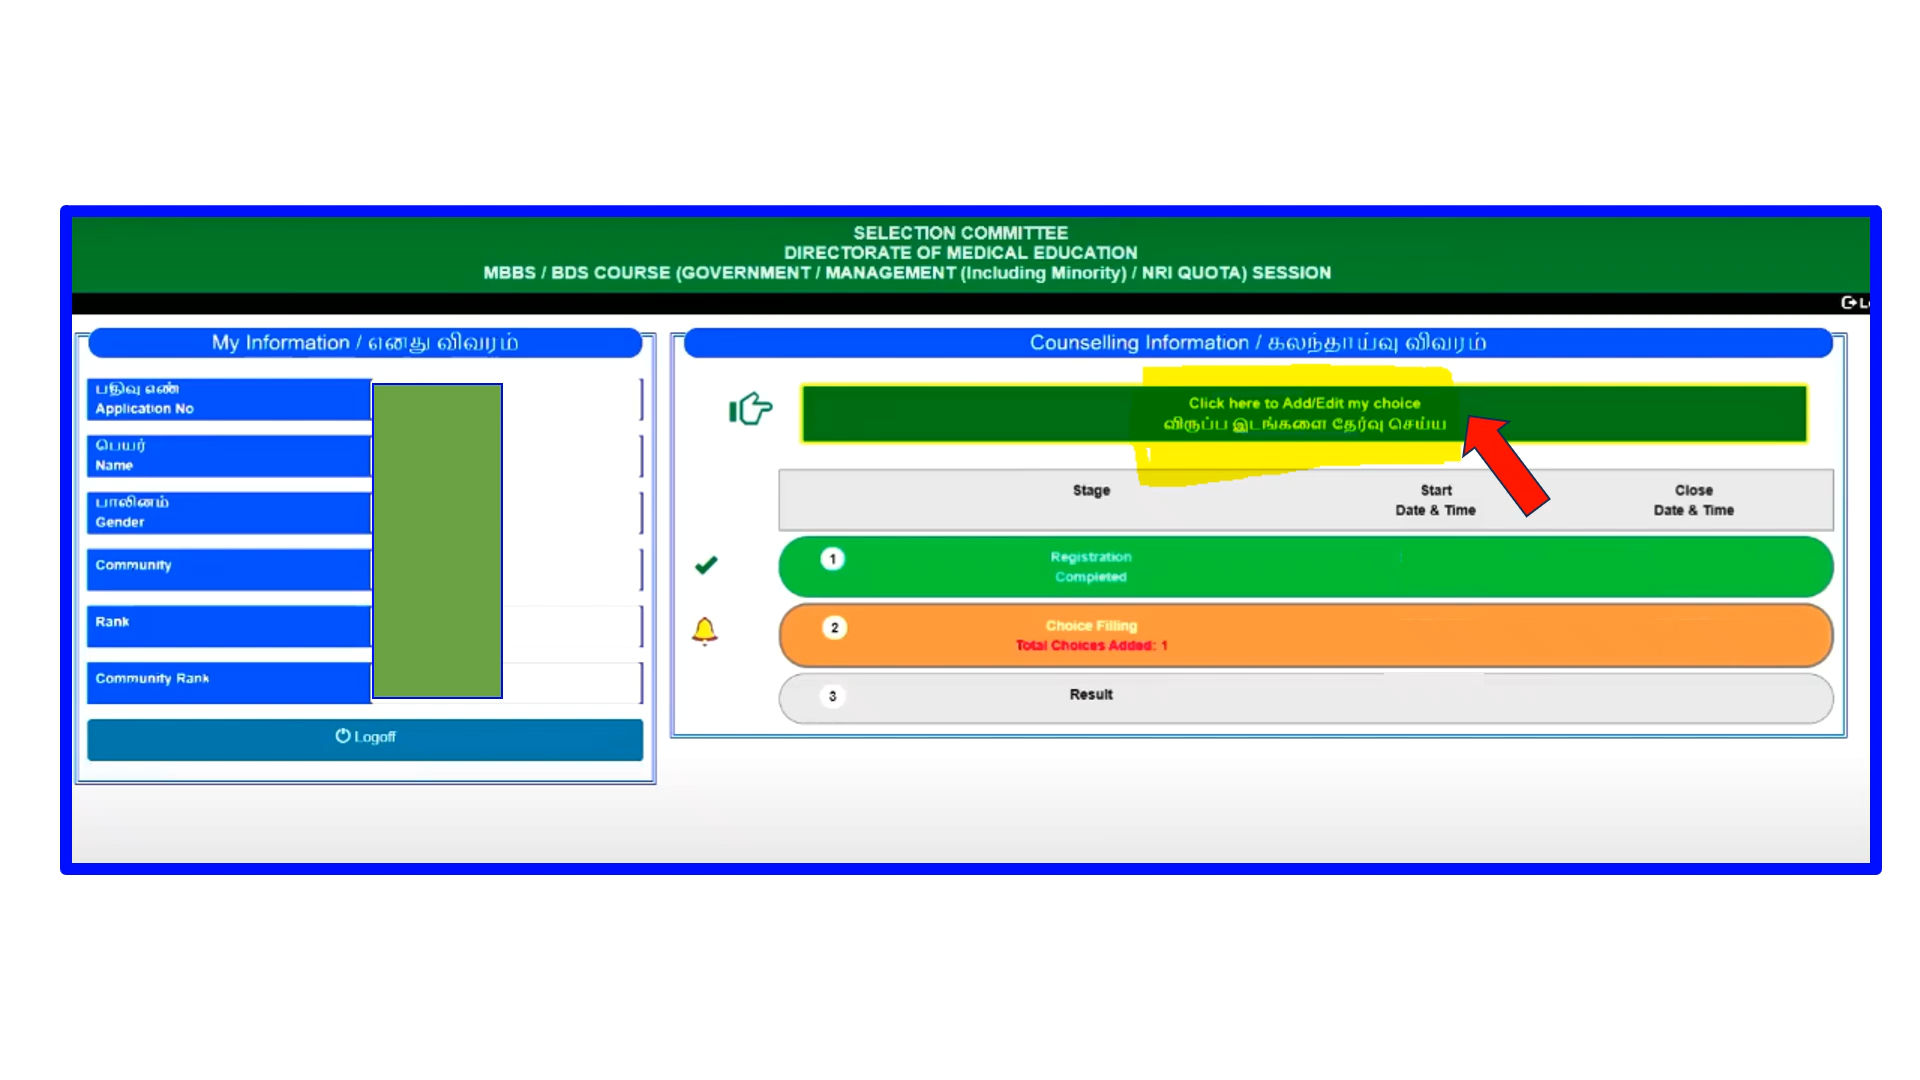 SELECTION COMMITTEE
DIRECTORATE OF MEDICAL EDUCATION
MBBS / BDS COURSE (GOVERNMENT / MANAGEMENT (Including Minority) / NRI QUOTA) SESSION
My Information / எனது விவரம்
பதிவு எண்
Application No
பெயர்
Name
பாலினம்
Gender
Community
Rank
Community Rank
Logoff
Counselling Information / கலந்தாய்வு விவரம்
Click here to Add/Edit my choice
விருப்ப இடங்களை தேர்வு செய்ய
Stage
Start
Date & Time
Close
Date & Time
1
Registration
Completed
2
Choice Filling
Total Choices Added: 1
3
Result